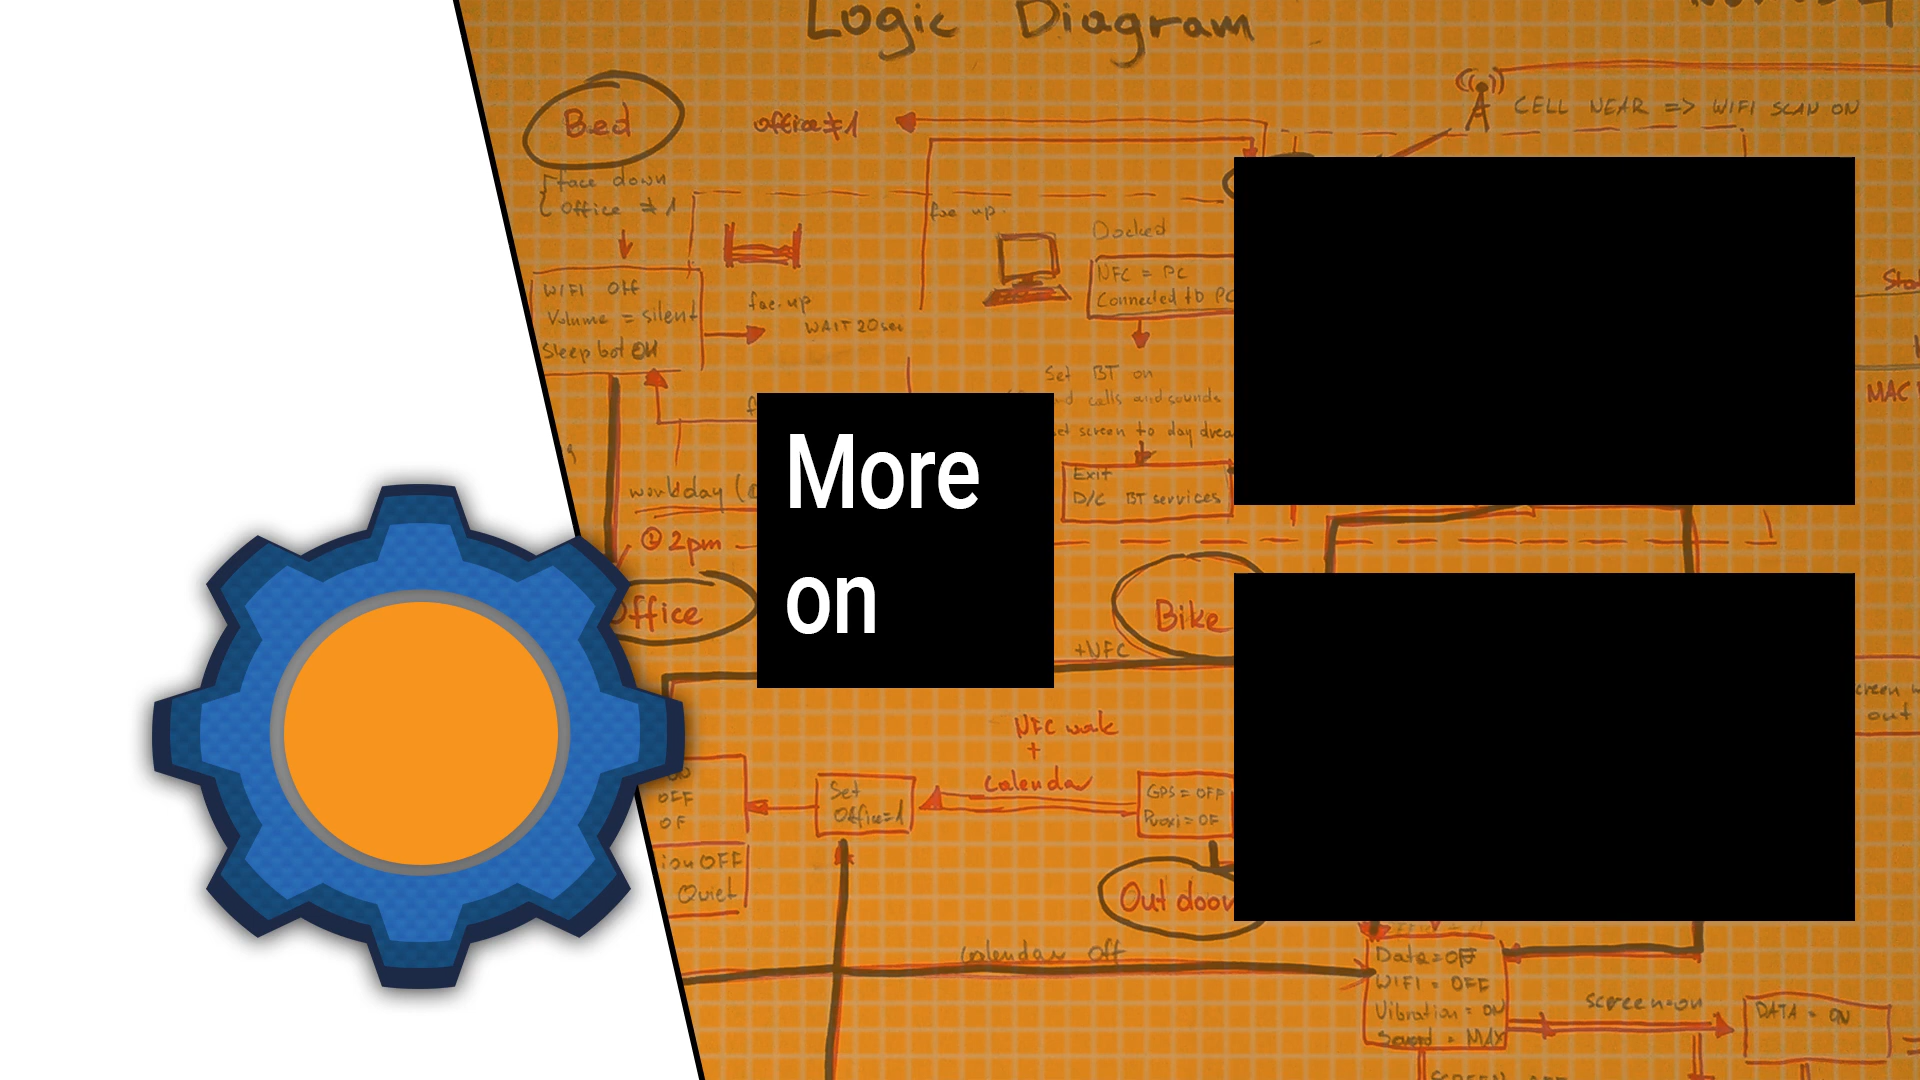 Logic Diagram
Bed
office≠1
CELL NEAR => WIFI SCAN ON
face down
Office ≠ 1
fac up.
Docked
NFC = PC
Connected to PC
WIFI Off
Volume = silent
Sleep bot ON
fac.up
WAIT 20sec
MAC
Set BT on
calls and sounds
screen to day
More
on
Exit
D/C BT services
workday
@ 2pm
Office
Bike
+NFC
NFC walk
+
Calendar
Set
Office=1
GPS = OFF
Proxi = OF
OFF
OF
OFF
Quiet
out
Out door
Calendar Off
Data=off
WIFI = OFF
Vibration = ON
Sound = MAX
screen=on
DATA = ON